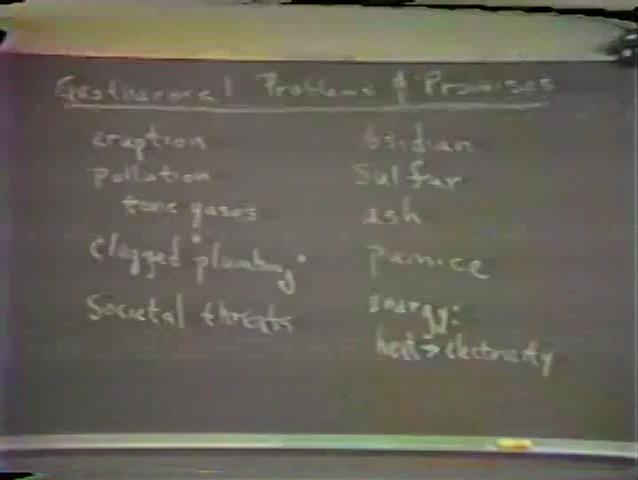 Geothermal Problems & Promises
eruption
pollution
toxic gases
clogged "plumbing"
Societal threats
obsidian
Sulfur
ash
pumice
energy:
heat → electricity